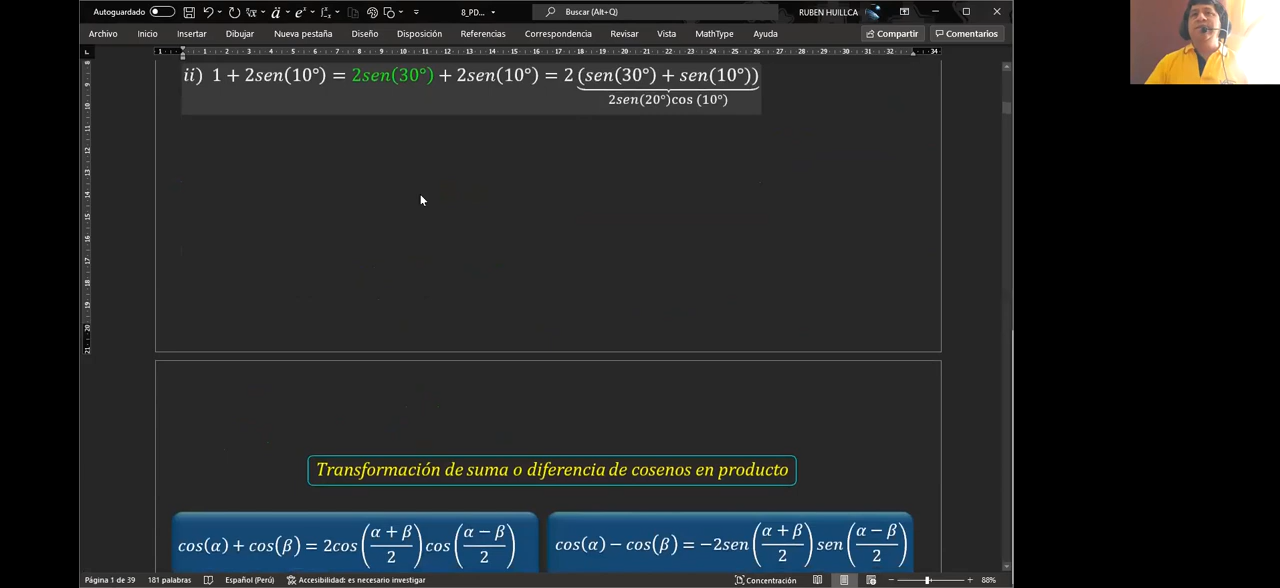 Autoguardado
8_PD...
Buscar (Alt+Q)
RUBEN HUILLCA
Archivo Inicio Insertar Dibujar Nueva pestaña Diseño Disposición Referencias Correspondencia Revisar Vista MathType Ayuda Compartir Comentarios
ii) 1 + 2sen(10°) = 2sen(30°) + 2sen(10°) = 2 (sen(30°) + sen(10°))
2sen(20°)cos (10°)
Transformación de suma o diferencia de cosenos en producto
cos(α) + cos(β) = 2cos((α + β)/2) cos((α − β)/2)
cos(α) − cos(β) = −2sen((α + β)/2) sen((α − β)/2)
Página 1 de 39 181 palabras Español (Perú) Accesibilidad: es necesario investigar Concentración 88%